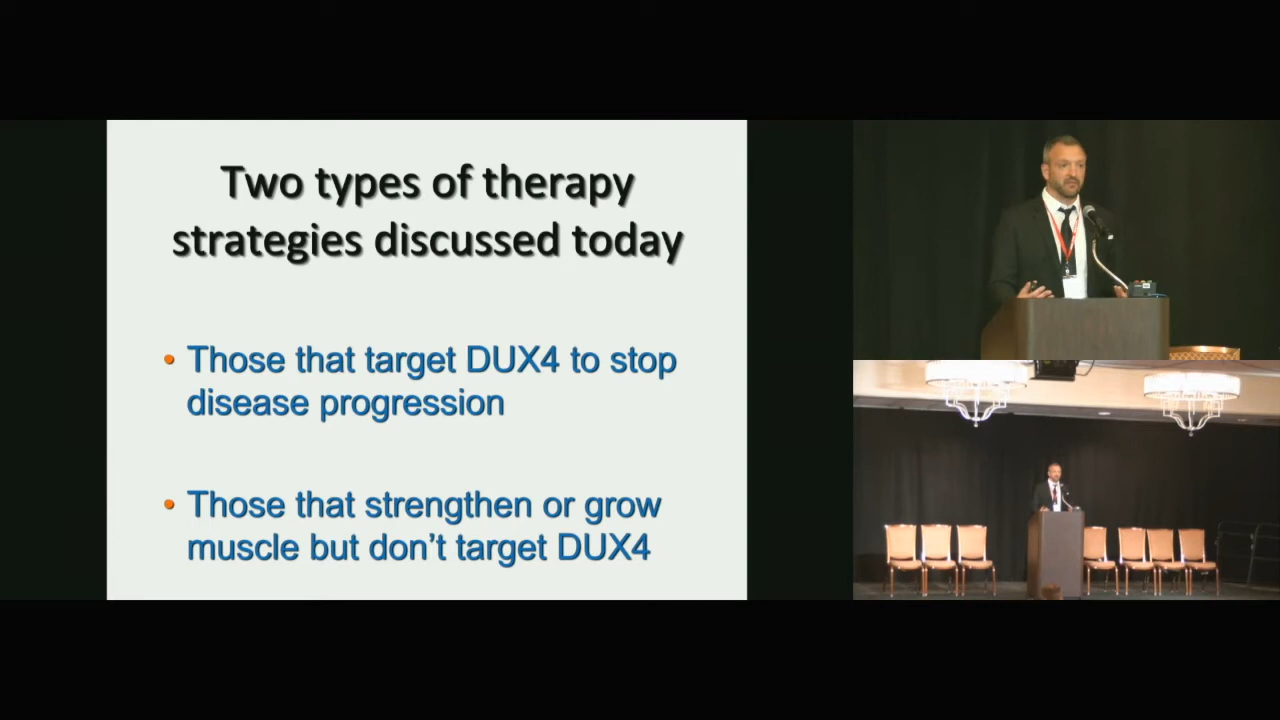 Two types of therapy
strategies discussed today
• Those that target DUX4 to stop
disease progression
• Those that strengthen or grow
muscle but don’t target DUX4